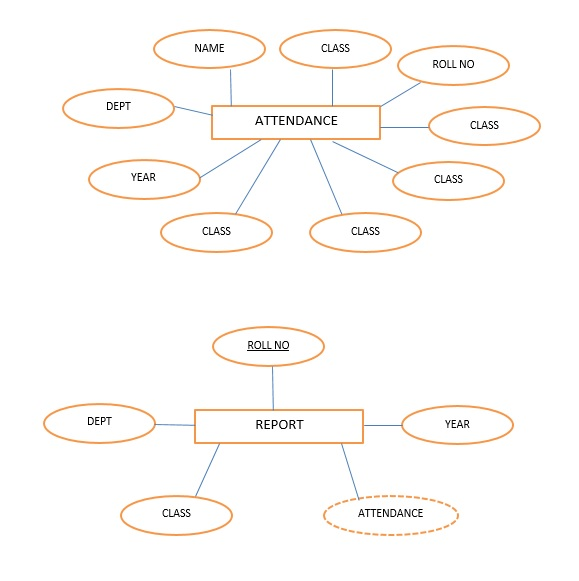 NAME
CLASS
ROLL NO
DEPT
ATTENDANCE
CLASS
YEAR
CLASS
CLASS
CLASS
ROLL NO
DEPT
REPORT
YEAR
CLASS
ATTENDANCE